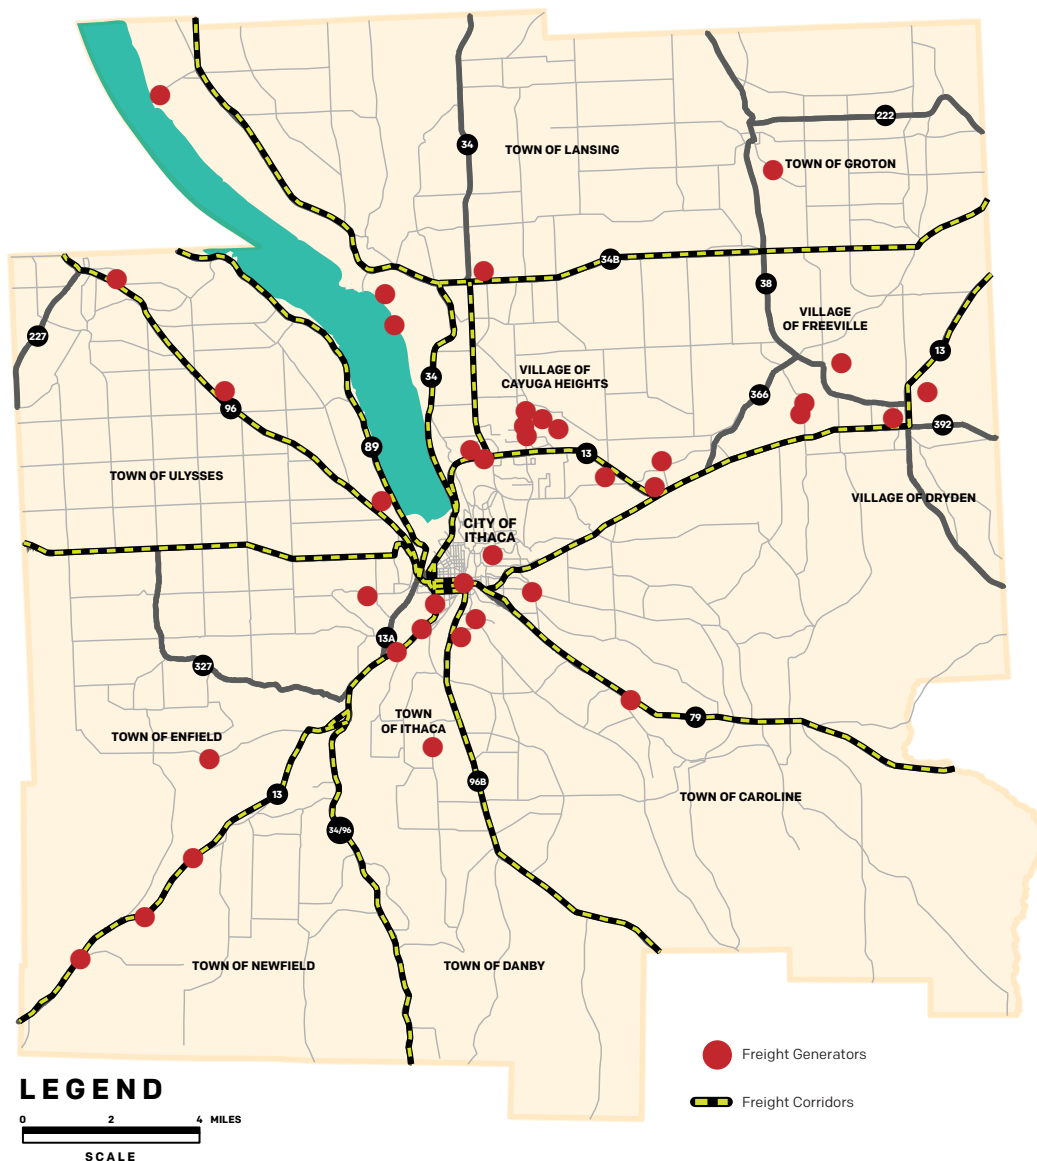 222
34
TOWN OF LANSING
TOWN OF GROTON
34B
38
VILLAGE
OF FREEVILLE
227
13
34
VILLAGE OF
CAYUGA HEIGHTS
366
96
392
89
13
TOWN OF ULYSSES
VILLAGE OF DRYDEN
CITY OF
ITHACA
13A
327
TOWN
OF ITHACA
79
TOWN OF ENFIELD
96B
13
TOWN OF CAROLINE
34/96
TOWN OF NEWFIELD
TOWN OF DANBY
Freight Generators
LEGEND
Freight Corridors
0 2 4 MILES
SCALE